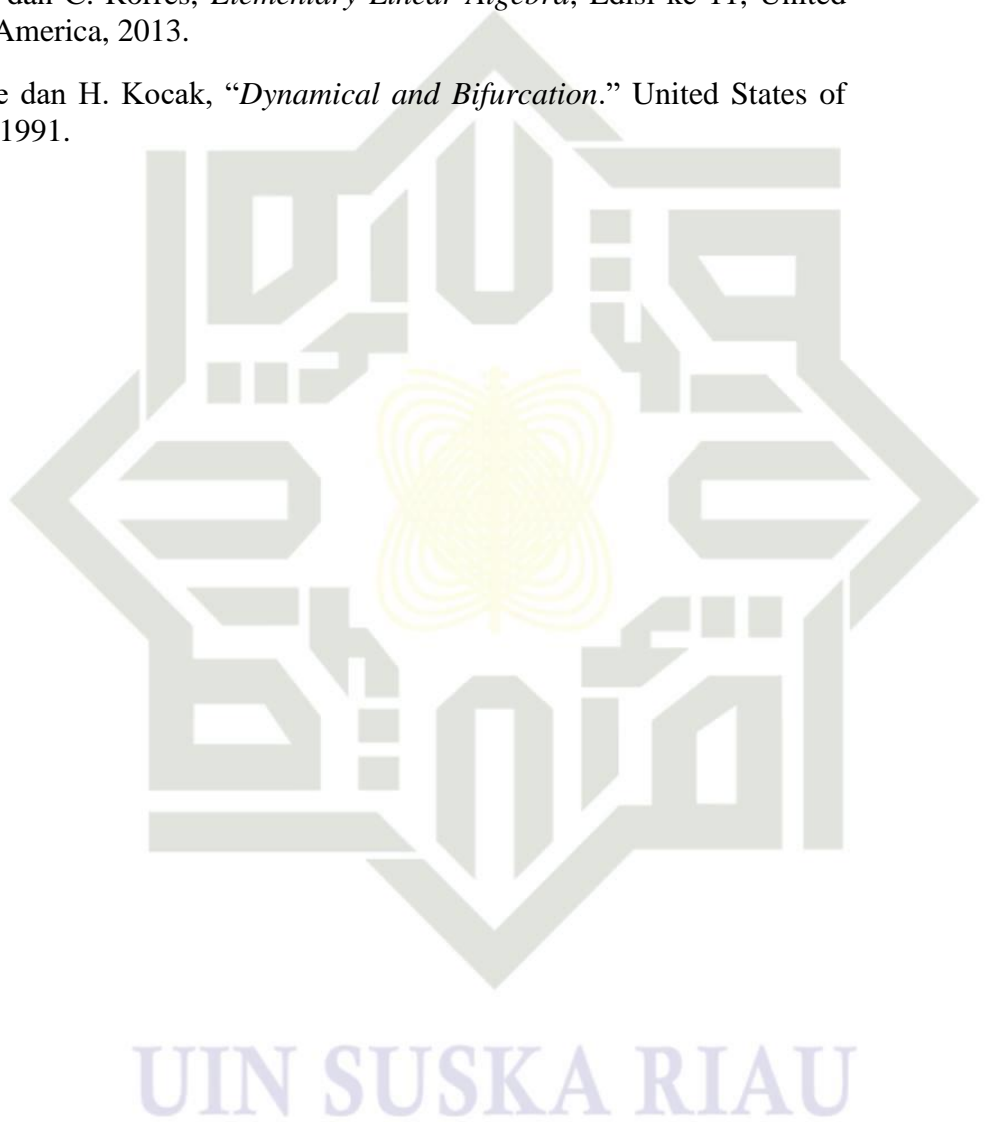 dan C. Rorres, Elementary Linear Algebra, Edisi ke 11, United
America, 2013.
e dan H. Kocak, “Dynamical and Bifurcation.” United States of
1991.
UIN SUSKA RIAU